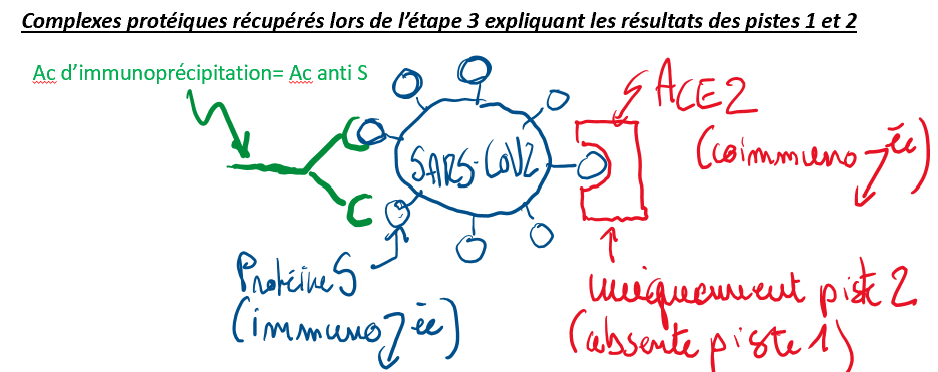 Complexes protéiques récupérés lors de l'étape 3 expliquant les résultats des pistes 1 et 2
Ac d'immunoprécipitation= Ac anti S
SARS-COV2
ACE2
(coimmuno ée)
Protéine S
(immuno ée)
uniquement piste 2
(absente piste 1)